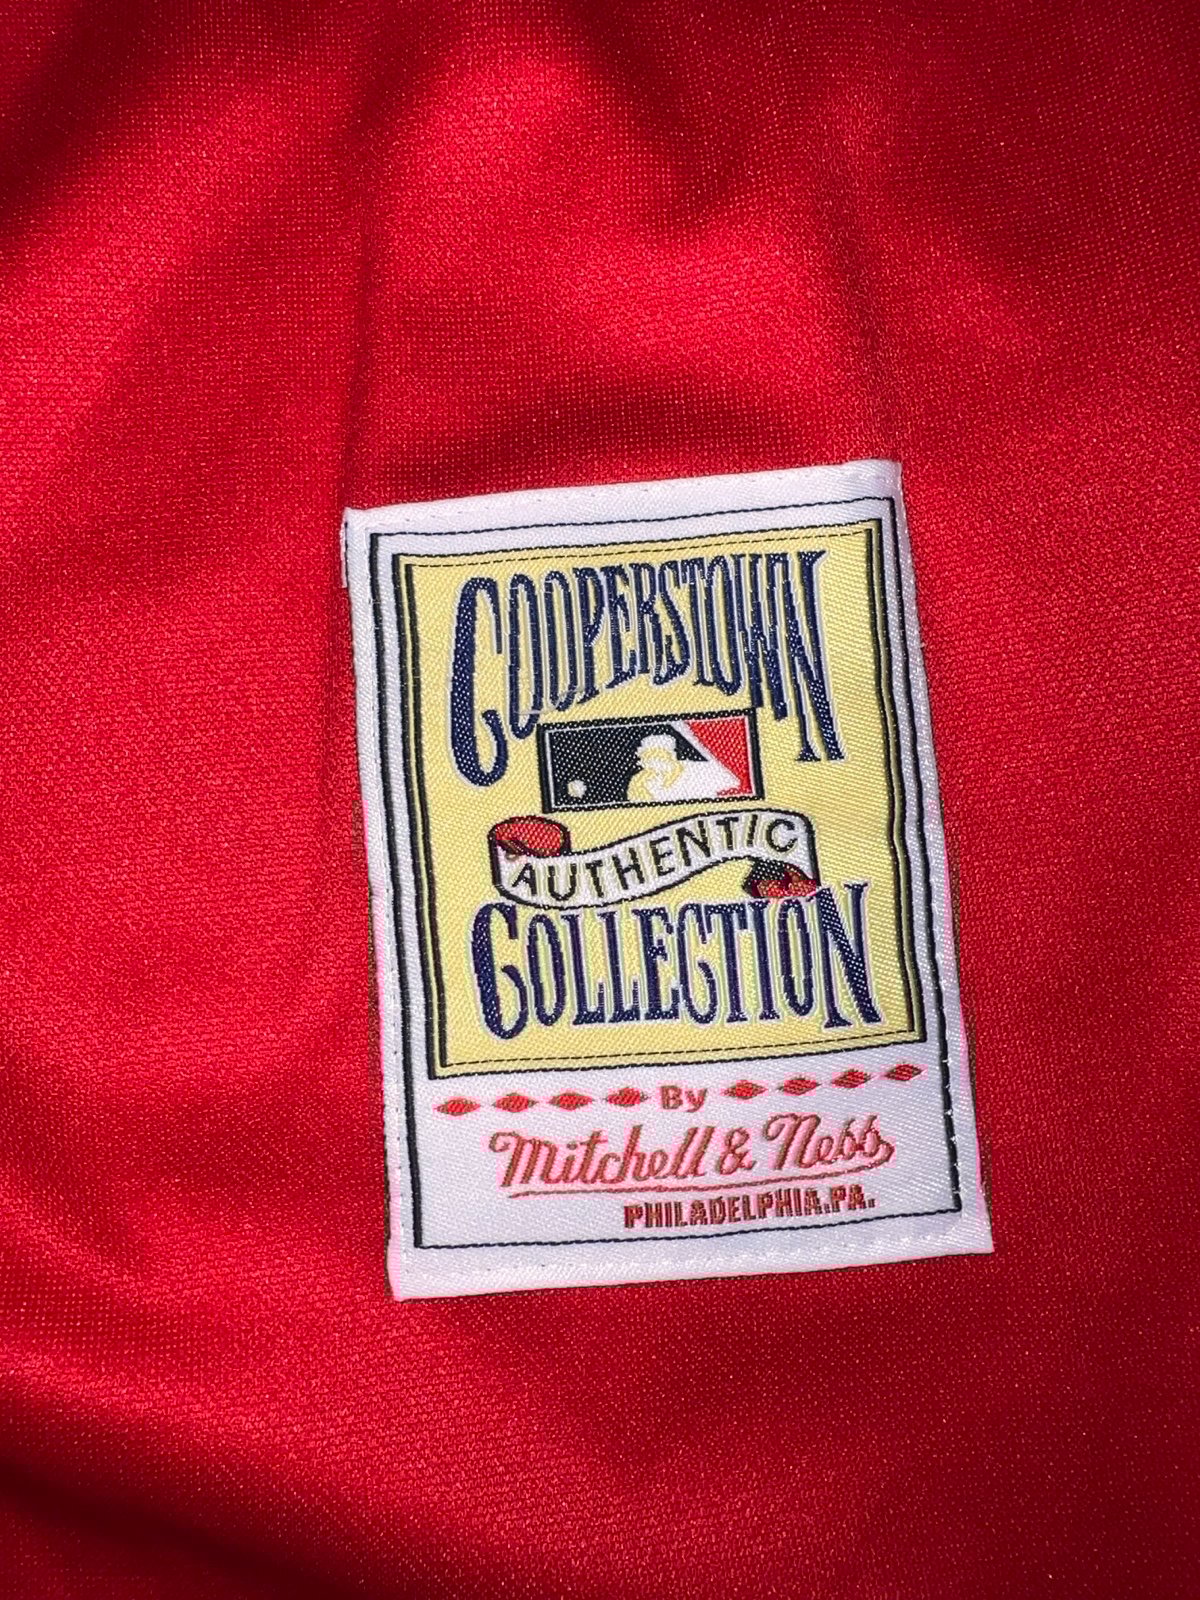 COOPERSTOWN
AUTHENTIC
COLLECTION
By
Mitchell & Ness
PHILADELPHIA.PA.